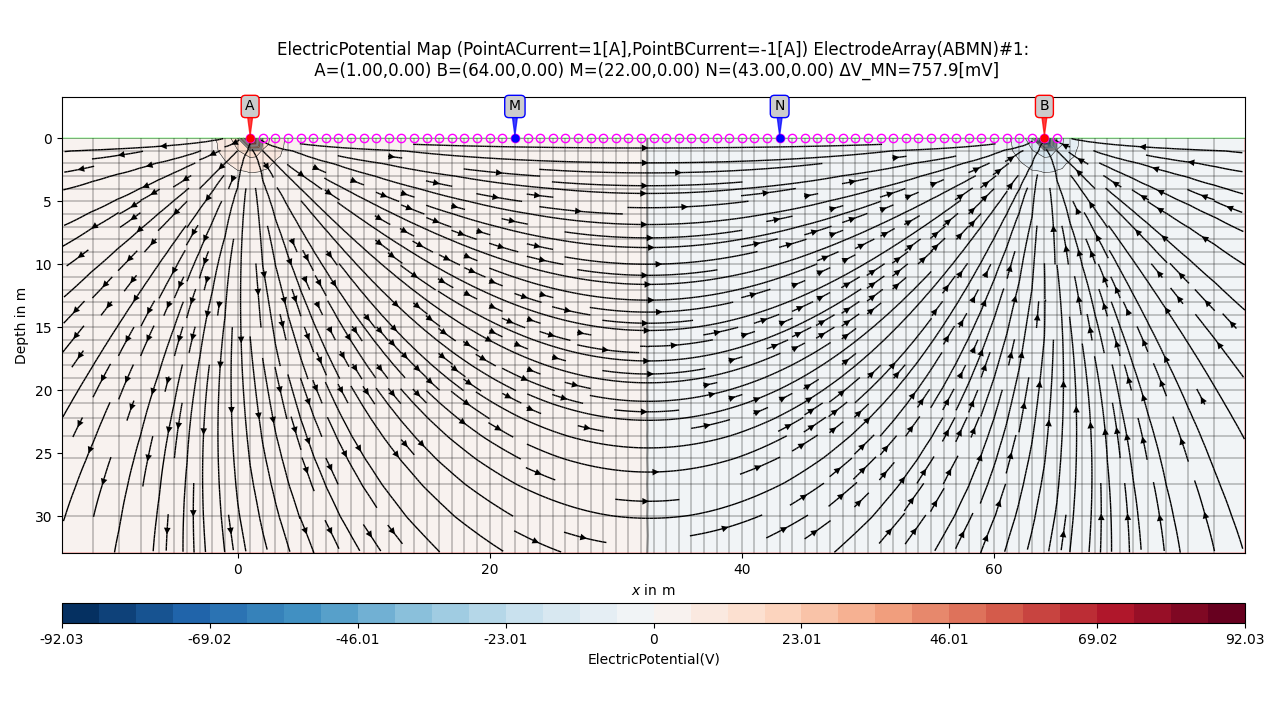 ElectricPotential Map (PointACurrent=1[A],PointBCurrent=-1[A]) ElectrodeArray(ABMN)#1:
A=(1.00,0.00) B=(64.00,0.00) M=(22.00,0.00) N=(43.00,0.00) ΔV_MN=757.9[mV]
A M N B
0
5
10
15
20
25
30
Depth in m
0 20 40 60
x in m
-92.03 -69.02 -46.01 -23.01 0 23.01 46.01 69.02 92.03
ElectricPotential(V)